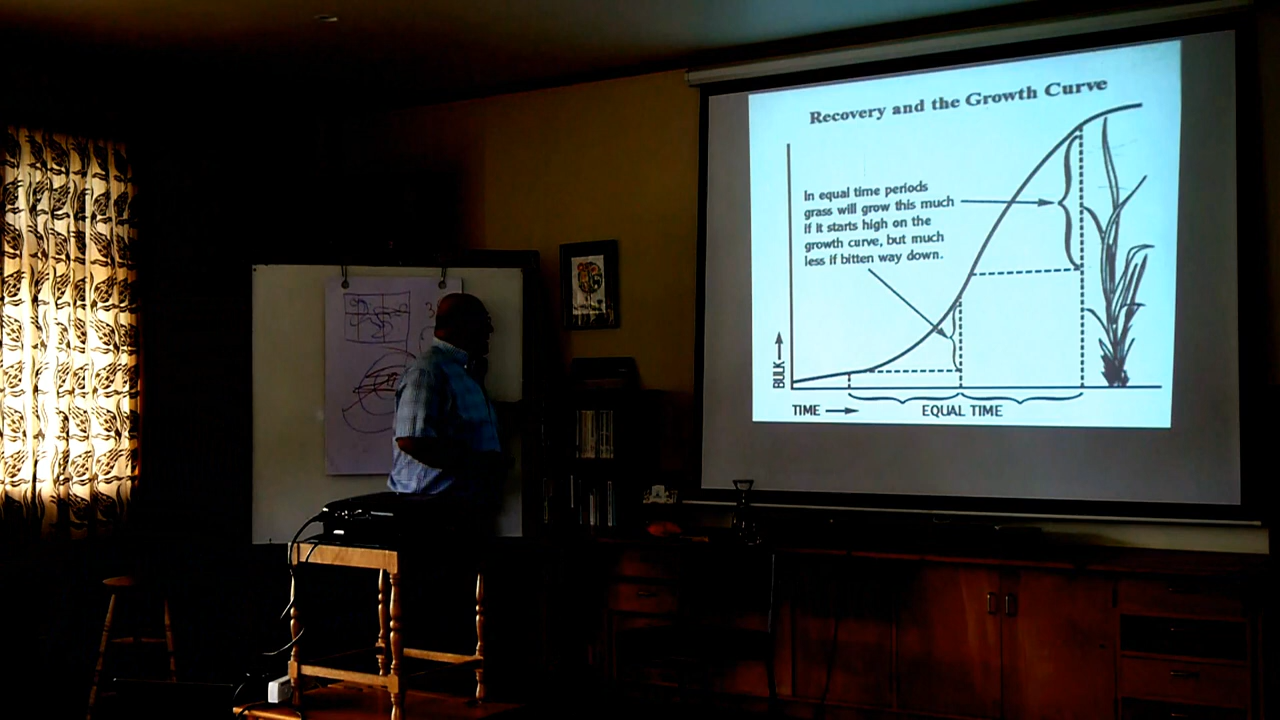 Recovery and the Growth Curve
In equal time periods
grass will grow this much
if it starts high on the
growth curve, but much
less if bitten way down.
BULK
TIME
EQUAL TIME